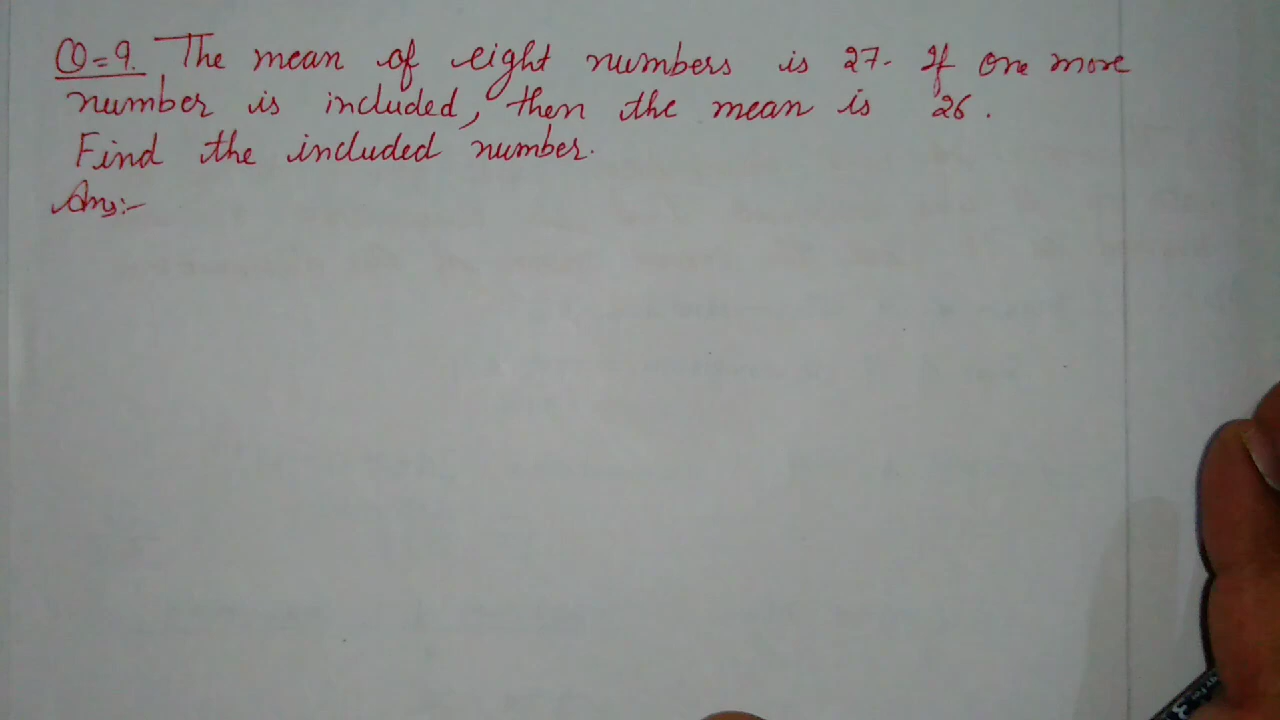 Q=9. The mean of eight numbers is 27. If one more
number is included, then the mean is 26.
Find the included number.
Ans:-